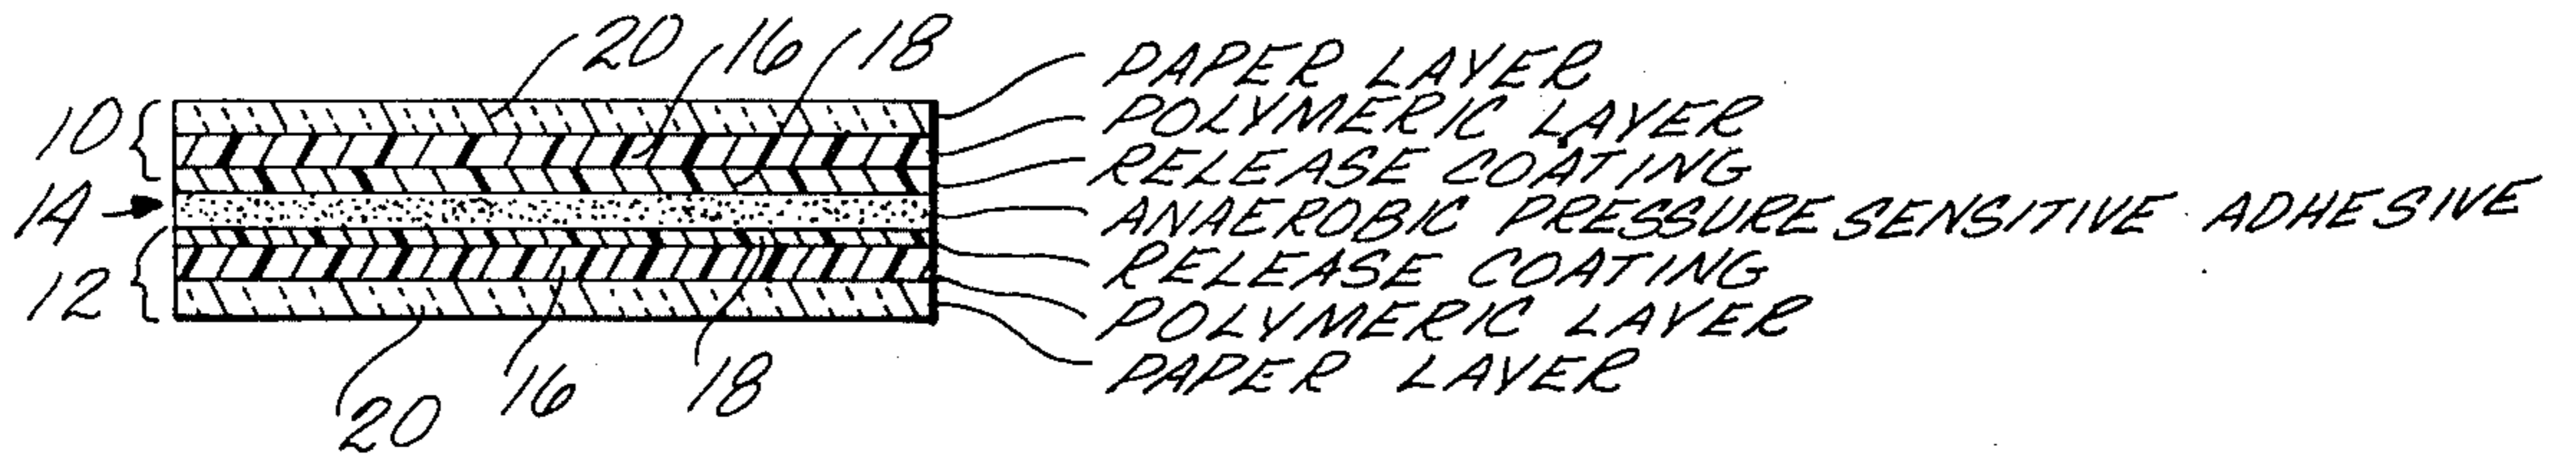 20 16 18
PAPER LAYER
POLYMERIC LAYER
10
RELEASE COATING
14
ANAEROBIC PRESSURE SENSITIVE ADHESIVE
12
RELEASE COATING
POLYMERIC LAYER
PAPER LAYER
20 16 18